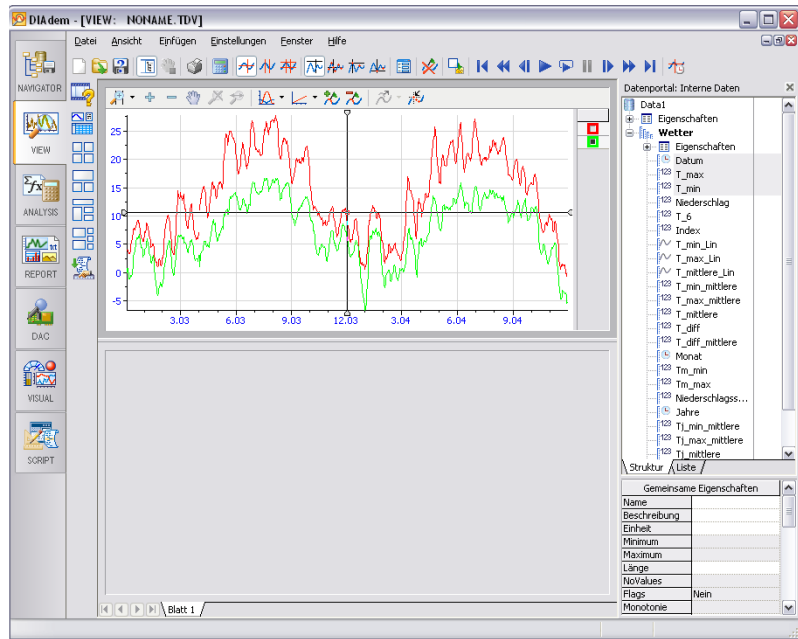 DIAdem - [VIEW:   NONAME.TDV]
Datei Ansicht Einfügen Einstellungen Fenster Hilfe
NAVIGATOR
VIEW
ANALYSIS
REPORT
DAC
VISUAL
SCRIPT
25
20
15
10
5
0
-5
3.03 6.03 9.03 12.03 3.04 6.04 9.04
Blatt 1
Datenportal: Interne Daten
Data1
Eigenschaften
Wetter
Eigenschaften
Datum
T_max
T_min
Niederschlag
T_6
Index
T_min_Lin
T_max_Lin
T_mittlere_Lin
T_min_mittlere
T_max_mittlere
T_mittlere
T_diff
T_diff_mittlere
Monat
Tm_min
Tm_max
Niederschlagss...
Jahre
Tj_min_mittlere
Tj_max_mittlere
Tj_mittlere
Struktur Liste
Gemeinsame Eigenschaften
Name
Beschreibung
Einheit
Minimum
Maximum
Länge
NoValues
Flags Nein
Monotonie